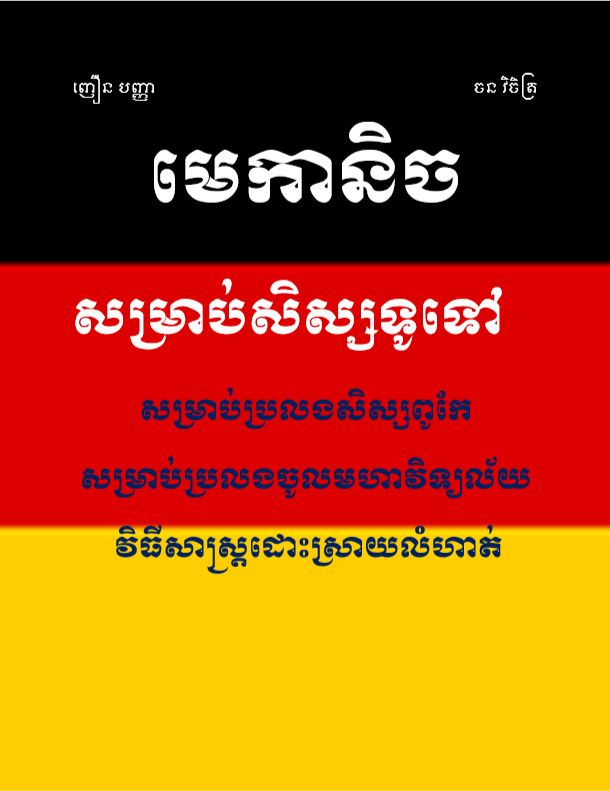 ញឿន បញ្ញា	ចន វិចិត្រ
មេកានិច
សម្រាប់សិស្សទូទៅ
សម្រាប់ប្រលងសិស្សពូកែ
សម្រាប់ប្រលងចូលមហាវិទ្យល័យ
វិធីសាស្ត្រដោះស្រាយលំហាត់